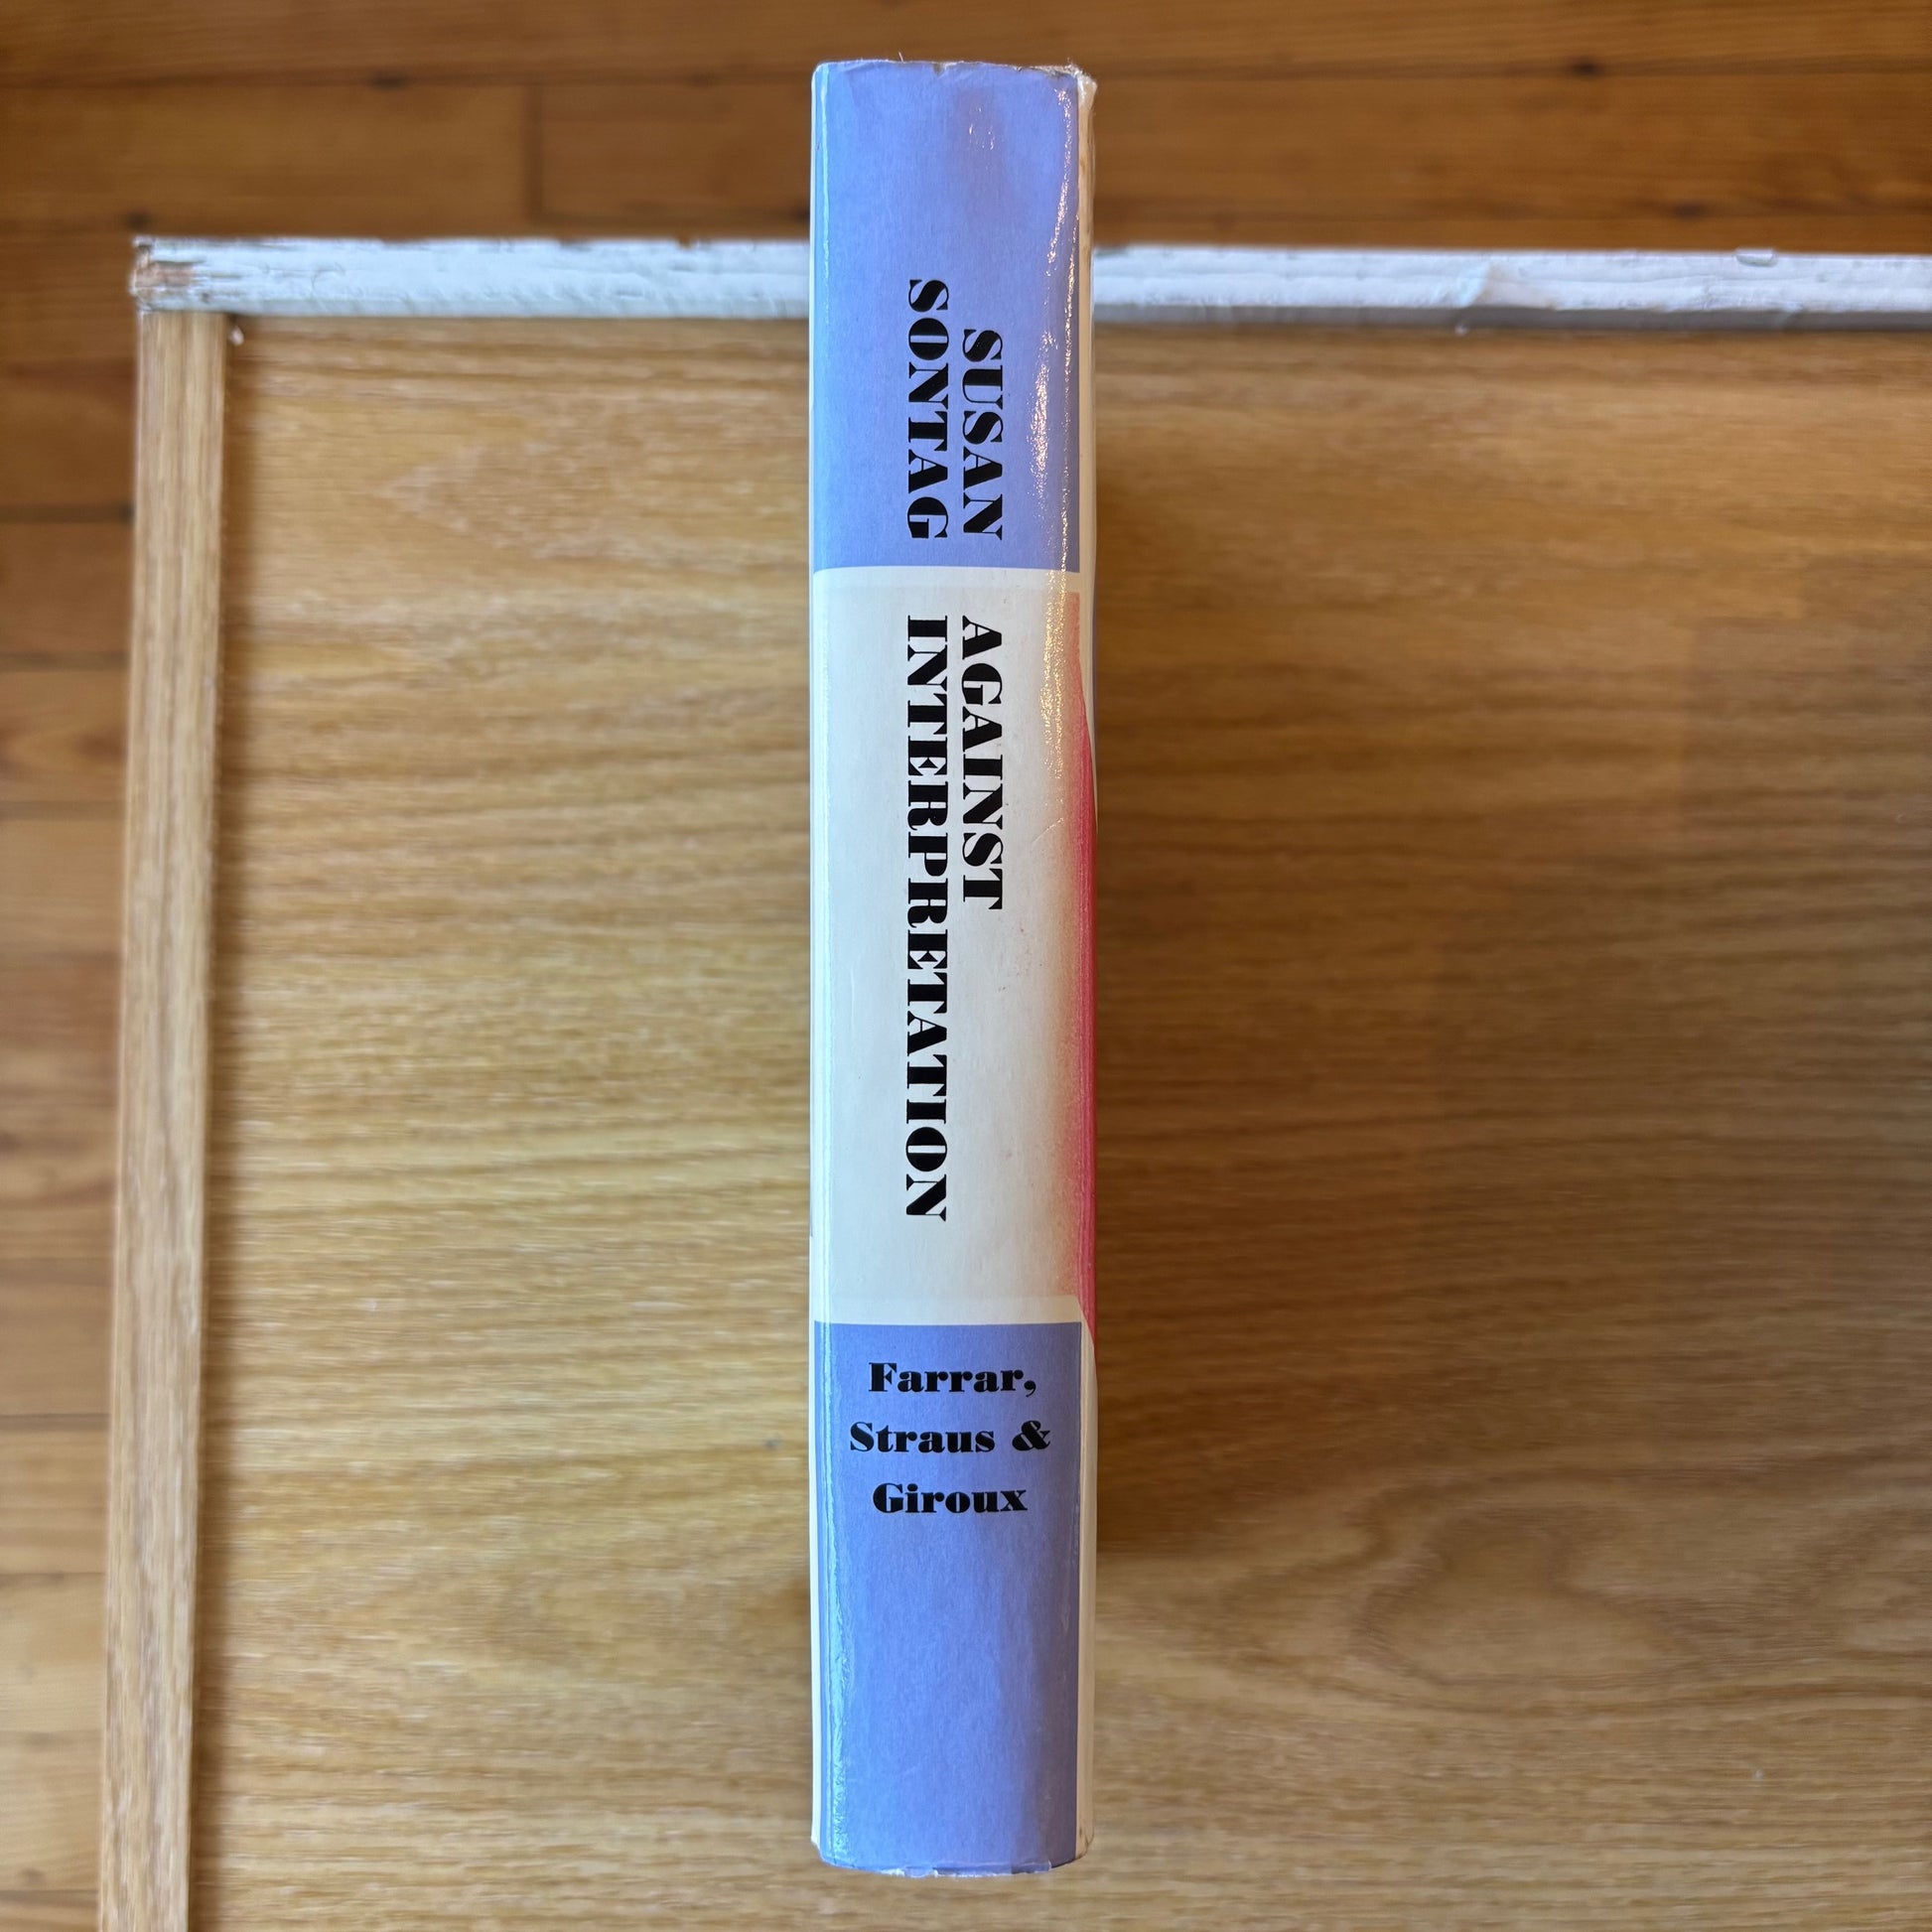 SUSAN
SONTAG
AGAINST
INTERPRETATION
Farrar,
Straus &
Giroux